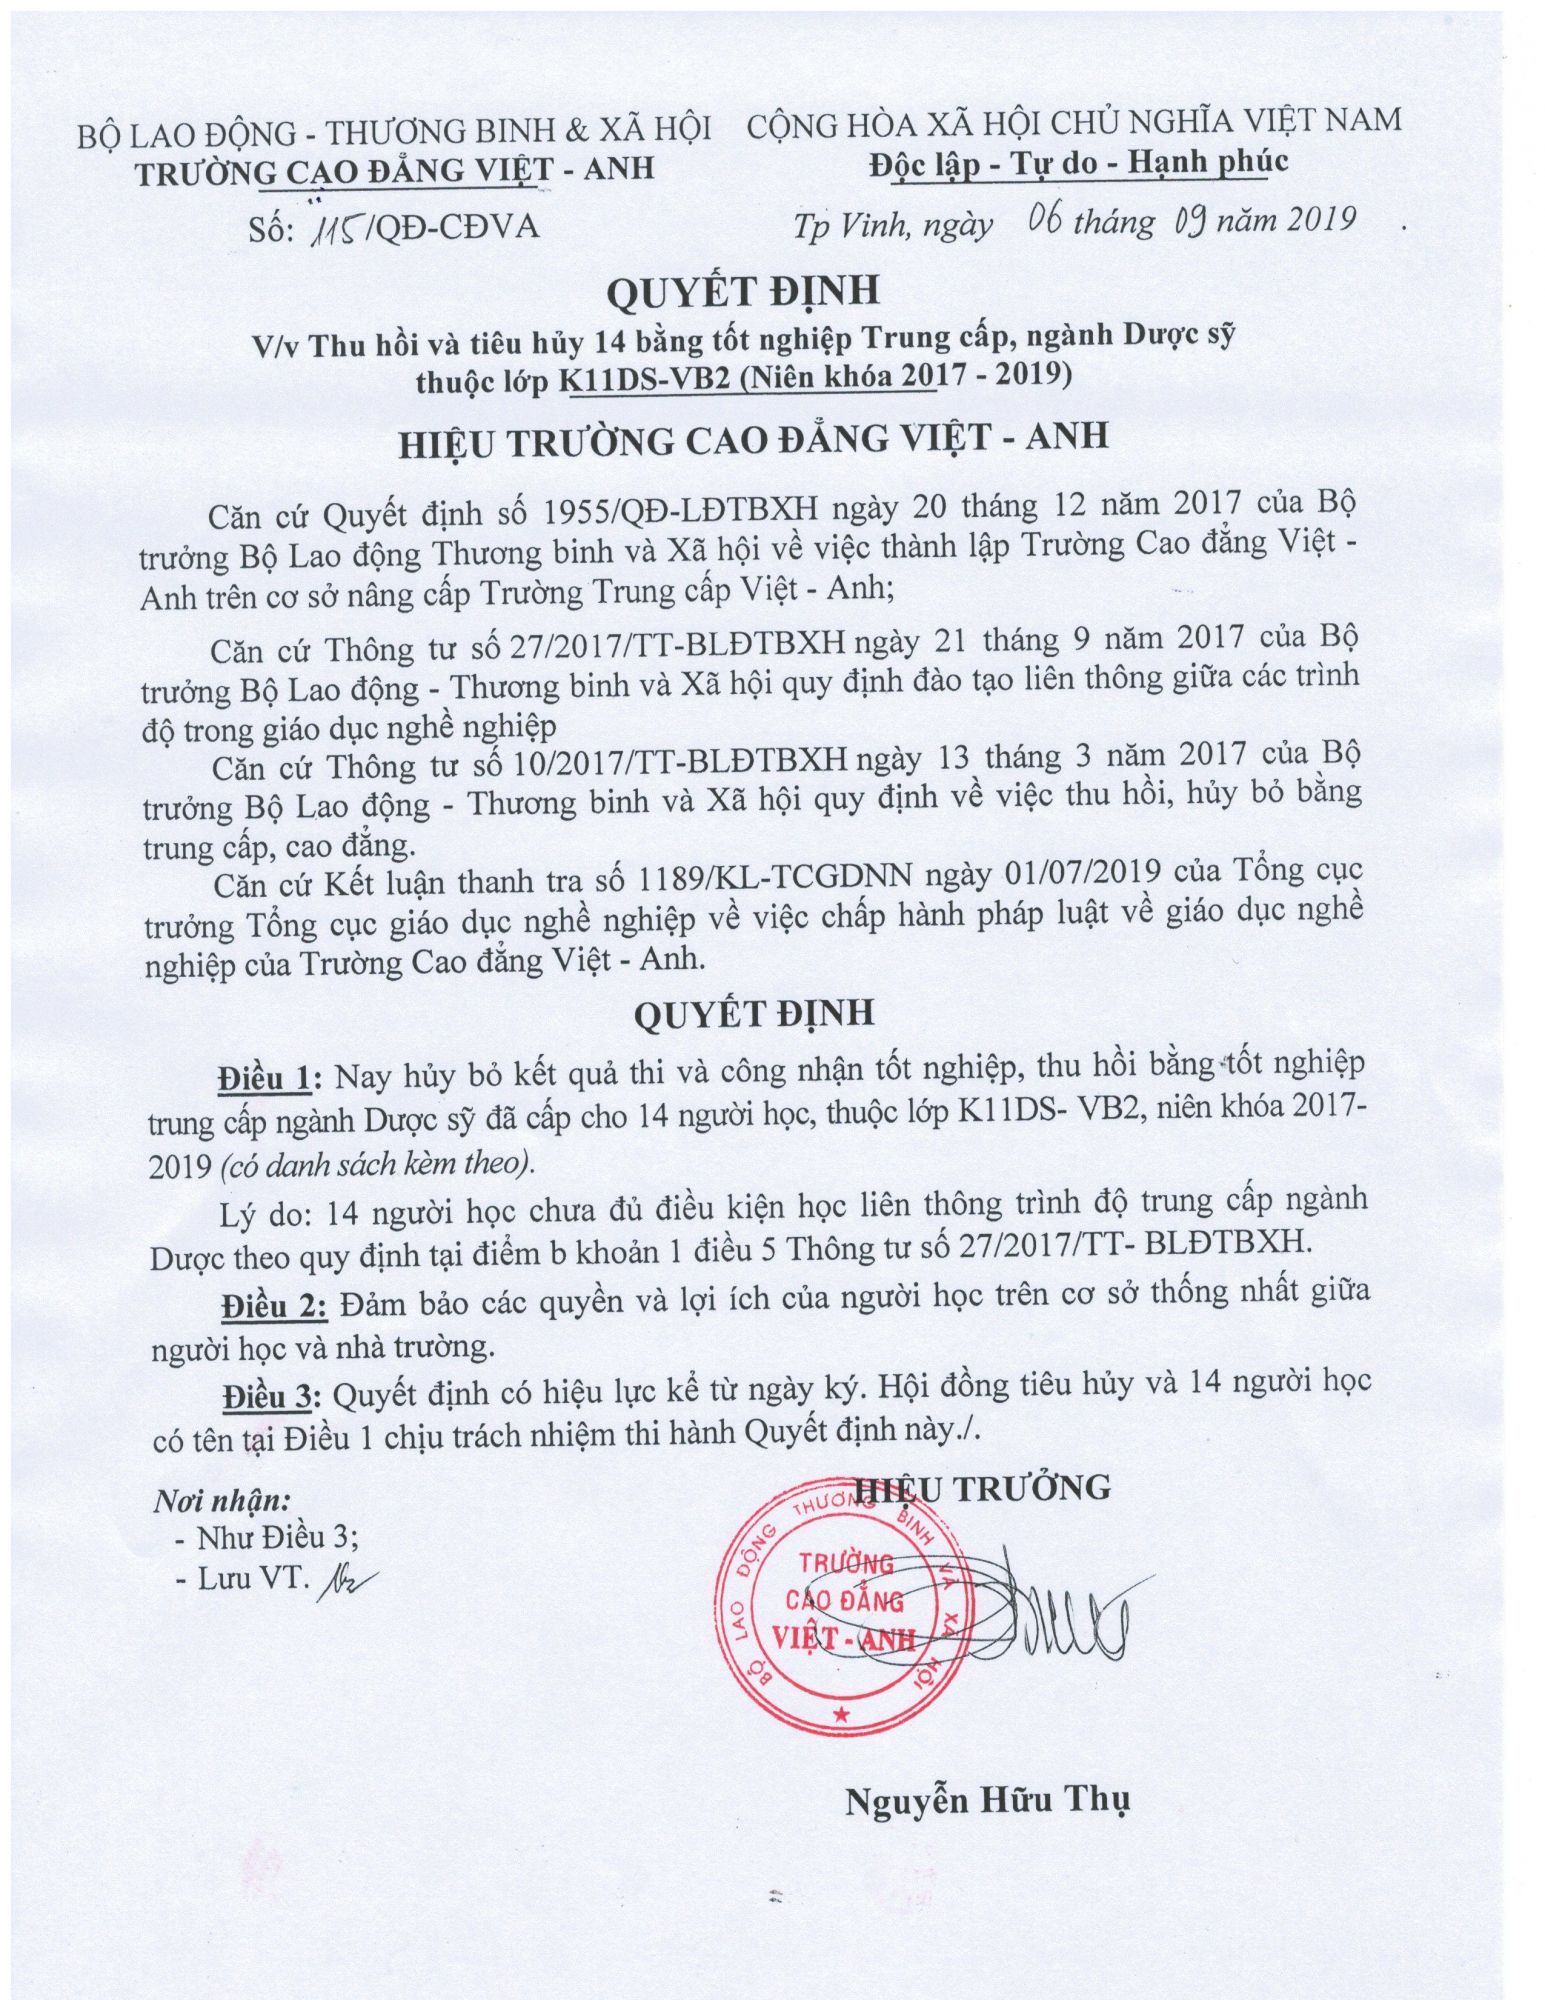 BỘ LAO ĐỘNG - THƯƠNG BINH & XÃ HỘI
TRƯỜNG CAO ĐẲNG VIỆT - ANH
Số: 115/QĐ-CĐVA
CỘNG HÒA XÃ HỘI CHỦ NGHĨA VIỆT NAM
Độc lập - Tự do - Hạnh phúc
Tp Vinh, ngày 06 tháng 09 năm 2019
QUYẾT ĐỊNH
V/v Thu hồi và tiêu hủy 14 bằng tốt nghiệp Trung cấp, ngành Dược sỹ
thuộc lớp K11DS-VB2 (Niên khóa 2017 - 2019)
HIỆU TRƯỜNG CAO ĐẲNG VIỆT - ANH
Căn cứ Quyết định số 1955/QĐ-LĐTBXH ngày 20 tháng 12 năm 2017 của Bộ
trưởng Bộ Lao động Thương binh và Xã hội về việc thành lập Trường Cao đẳng Việt -
Anh trên cơ sở nâng cấp Trường Trung cấp Việt - Anh;
Căn cứ Thông tư số 27/2017/TT-BLĐTBXH ngày 21 tháng 9 năm 2017 của Bộ
trưởng Bộ Lao động - Thương binh và Xã hội quy định đào tạo liên thông giữa các trình
độ trong giáo dục nghề nghiệp
Căn cứ Thông tư số 10/2017/TT-BLĐTBXH ngày 13 tháng 3 năm 2017 của Bộ
trưởng Bộ Lao động - Thương binh và Xã hội quy định về việc thu hồi, hủy bỏ bằng
trung cấp, cao đẳng.
Căn cứ Kết luận thanh tra số 1189/KL-TCGDNN ngày 01/07/2019 của Tổng cục
trưởng Tổng cục giáo dục nghề nghiệp về việc chấp hành pháp luật về giáo dục nghề
nghiệp của Trường Cao đẳng Việt - Anh.
QUYẾT ĐỊNH
Điều 1: Nay hủy bỏ kết quả thi và công nhận tốt nghiệp, thu hồi bằng tốt nghiệp
trung cấp ngành Dược sỹ đã cấp cho 14 người học, thuộc lớp K11DS- VB2, niên khóa 2017-
2019 (có danh sách kèm theo).
Lý do: 14 người học chưa đủ điều kiện học liên thông trình độ trung cấp ngành
Dược theo quy định tại điểm b khoản 1 điều 5 Thông tư số 27/2017/TT- BLĐTBXH.
Điều 2: Đảm bảo các quyền và lợi ích của người học trên cơ sở thống nhất giữa
người học và nhà trường.
Điều 3: Quyết định có hiệu lực kể từ ngày ký. Hội đồng tiêu hủy và 14 người học
có tên tại Điều 1 chịu trách nhiệm thi hành Quyết định này./.
Nơi nhận:
- Như Điều 3;
- Lưu VT.
HIỆU TRƯỞNG
BỘ LAO ĐỘNG THƯƠNG BINH VÀ XÃ HỘI
TRƯỜNG
CAO ĐẲNG
VIỆT - ANH
Nguyễn Hữu Thụ